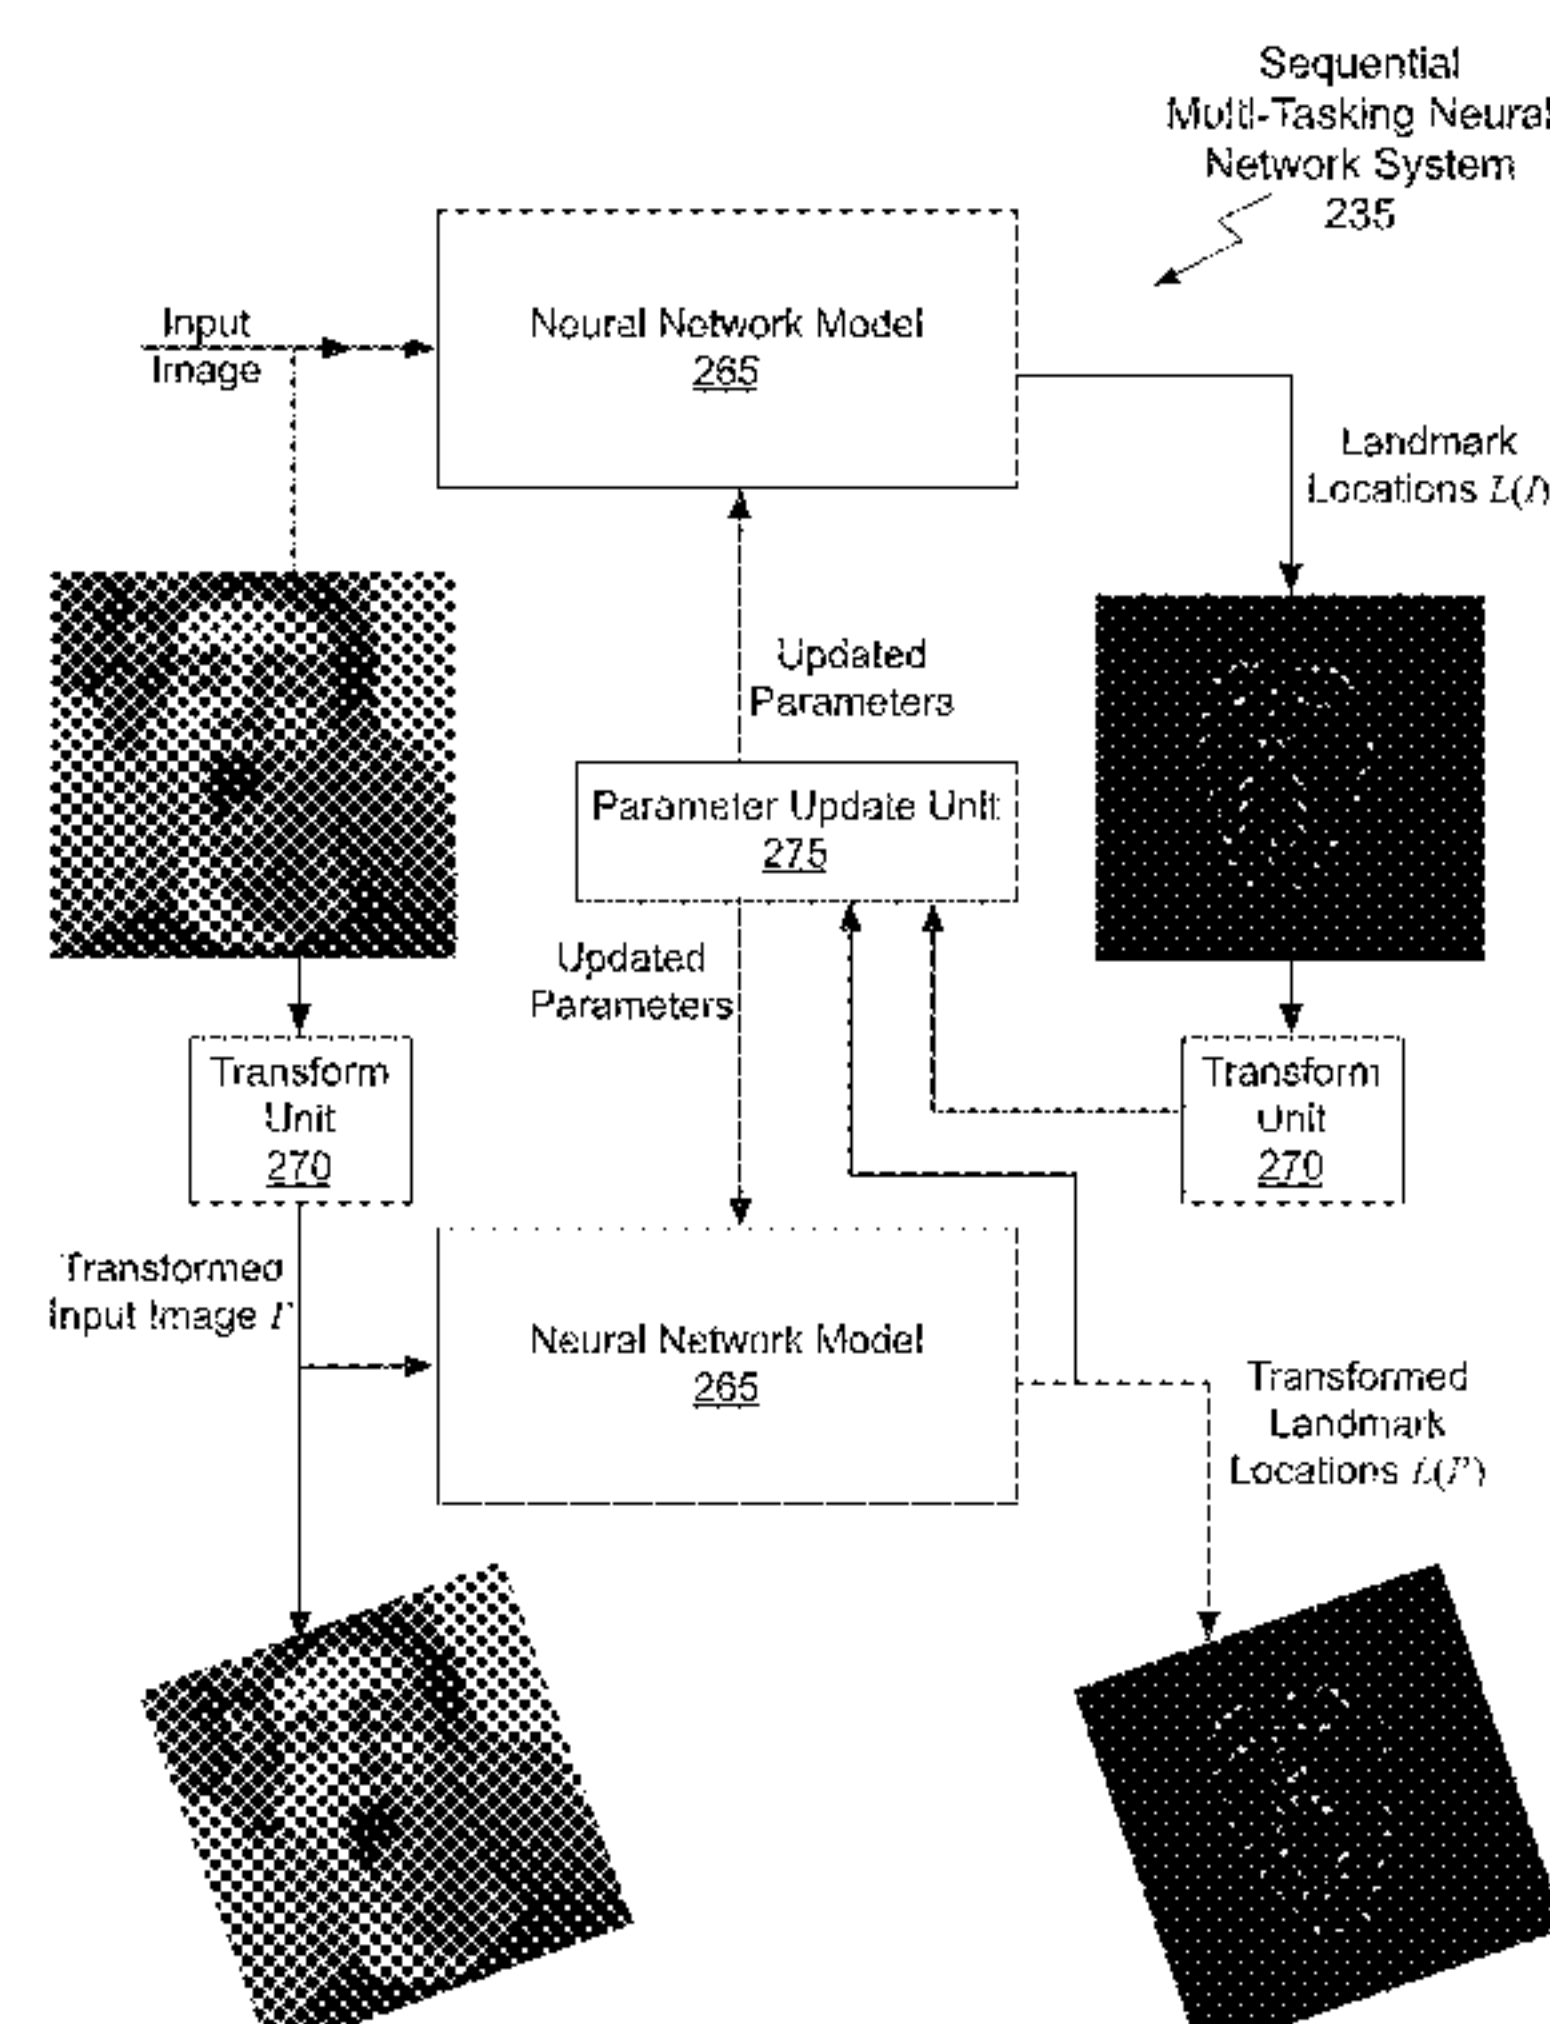 Sequential
Multi-Tasking Neural
Network System
235
Input
Image
Neural Network Model
265
Landmark
Locations L(I)
Updated
Parameters
Parameter Update Unit
275
Updated
Parameters
Transform
Unit
270
Transform
Unit
270
Transformed
Input Image I'
Neural Network Model
265
Transformed
Landmark
Locations L(I')